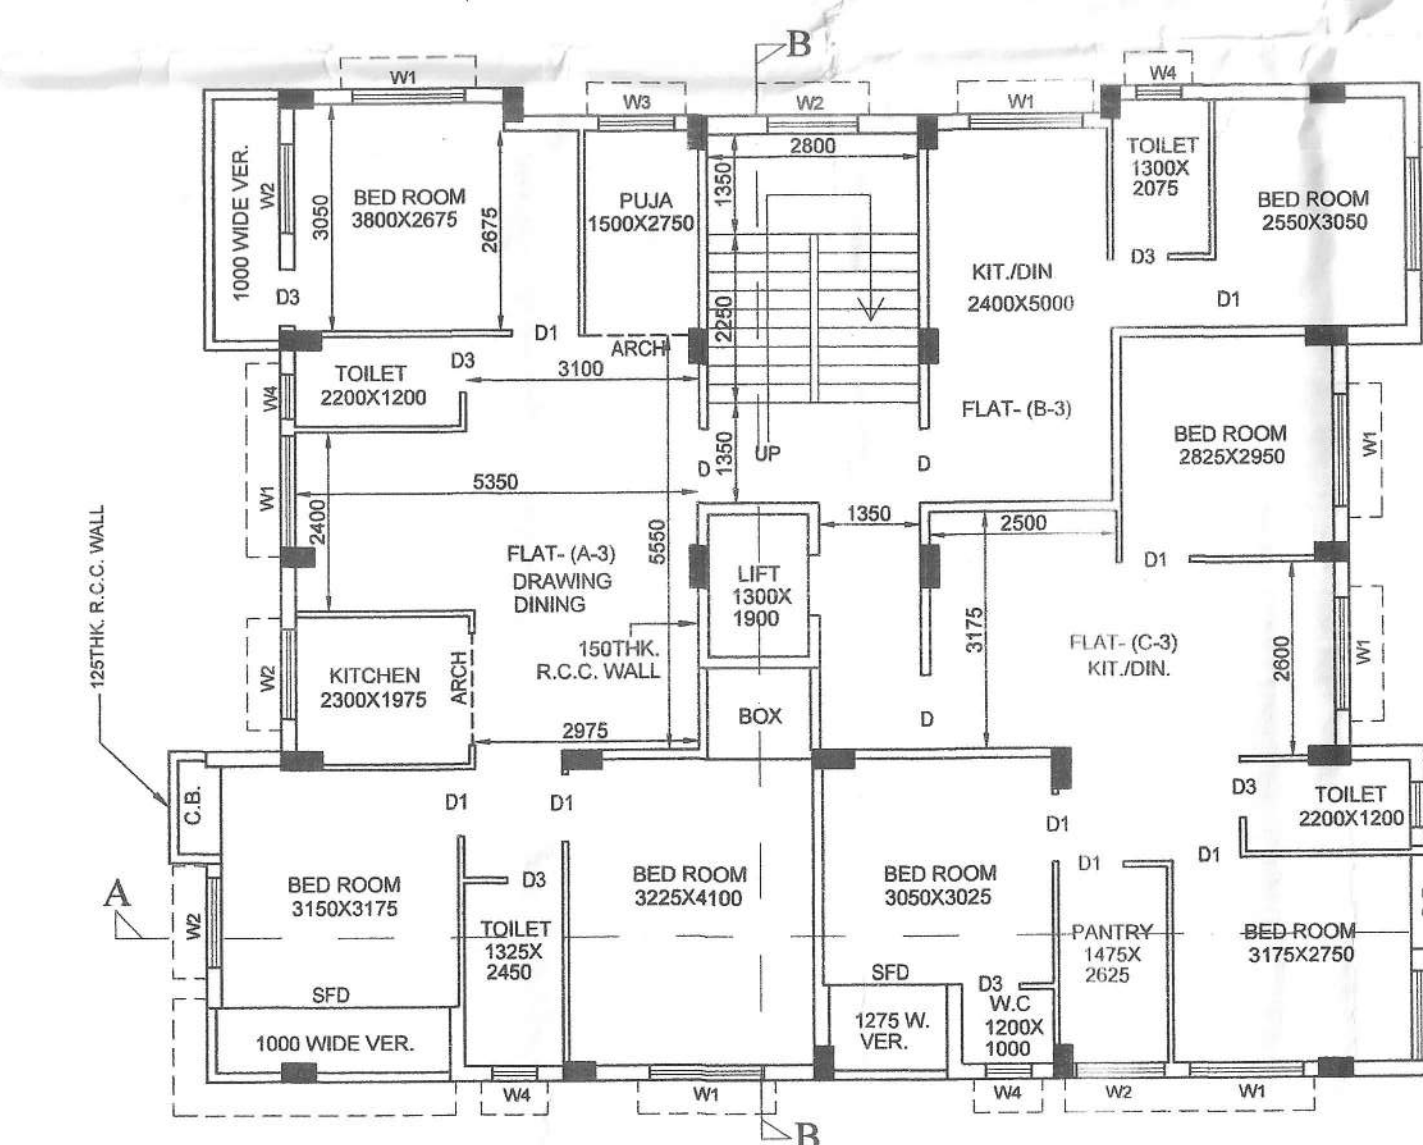 B
W1
W3
W2
W1
W4
1000 WIDE VER.
W2
3050
BED ROOM
3800X2675
2675
PUJA
1500X2750
2800
1350
TOILET
1300X
2075
BED ROOM
2550X3050
D3
KIT./DIN
2400X5000
D3
D1
2250
D1
ARCH
TOILET
2200X1200
D3
3100
W4
FLAT- (B-3)
BED ROOM
2825X2950
W1
UP
1350
D
D
5350
W1
2400
1350
2500
125THK. R.C.C. WALL
FLAT- (A-3)
DRAWING
DINING
5550
LIFT
1300X
1900
D1
3175
FLAT- (C-3)
KIT./DIN.
2600
W1
150THK.
R.C.C. WALL
W2
KITCHEN
2300X1975
ARCH
BOX
D
2975
C.B.
D1
D1
D1
D3
TOILET
2200X1200
D1
D1
BED ROOM
3150X3175
D3
BED ROOM
3225X4100
BED ROOM
3050X3025
A
W2
TOILET
1325X
2450
PANTRY
1475X
2625
BED ROOM
3175X2750
SFD
SFD
D3
W.C
1200X
1000
1000 WIDE VER.
1275 W.
VER.
W4
W1
W4
W2
W1
B